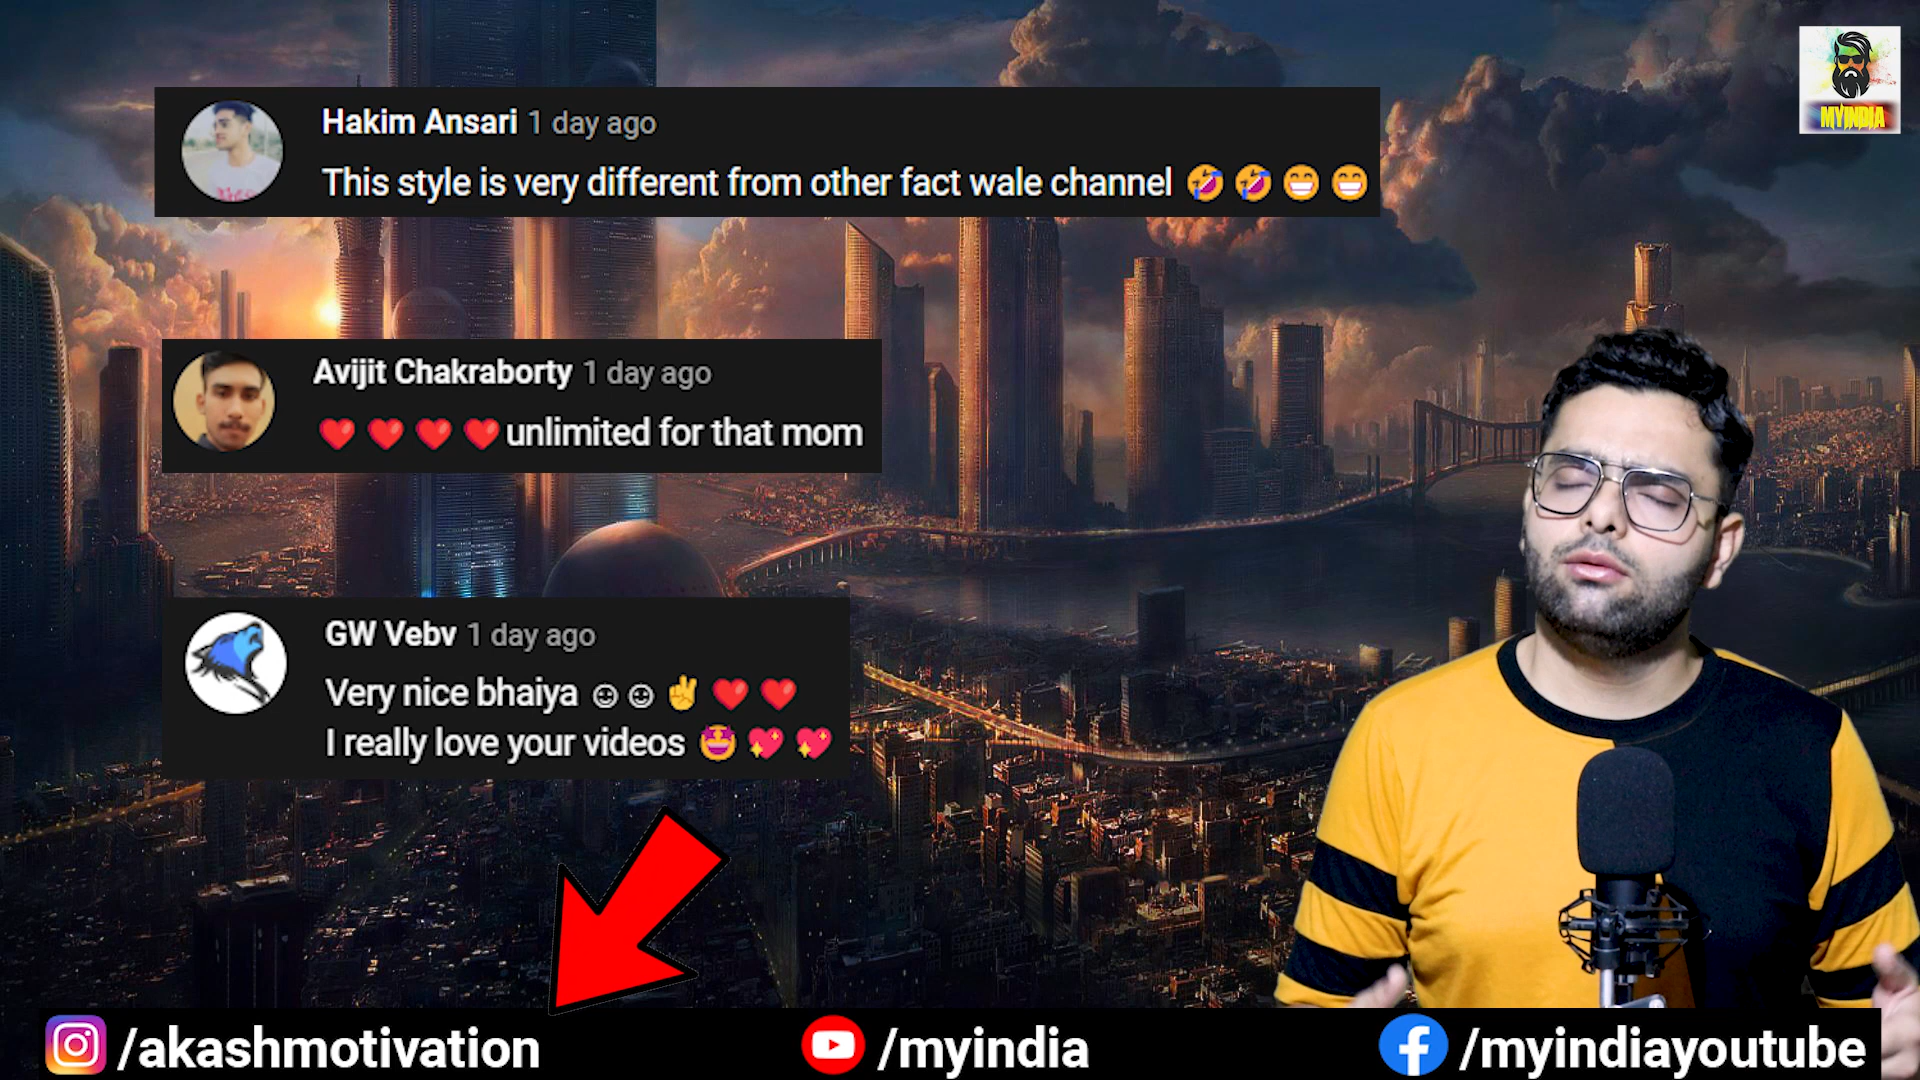 MYINDIA
Hakim Ansari 1 day ago
This style is very different from other fact wale channel 🤣 🤣 😁 😁
Avijit Chakraborty 1 day ago
❤️ ❤️ ❤️ ❤️ unlimited for that mom
GW Vebv 1 day ago
Very nice bhaiya ☺ ☺ ✌️ ❤️ ❤️
I really love your videos 🤩 💖 💖
/akashmotivation
/myindia
/myindiayoutube